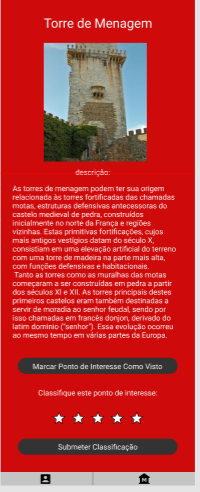 Torre de Menagem
descrição:
As torres de menagem podem ter sua origem
relacionada às torres fortificadas das chamadas
motas, estruturas defensivas antecessoras do
castelo medieval de pedra, construídos
inicialmente no norte da França e regiões
vizinhas. Estas primitivas fortificações, cujos
mais antigos vestígios datam do século X,
consistiam em uma elevação artificial do terreno
com uma torre de madeira na parte mais alta,
com funções defensivas e habitacionais.
Tanto as torres como as muralhas das motas
começaram a ser construídas em pedra a partir
dos séculos XI e XII. As torres principais destes
primeiros castelos eram também destinadas a
servir de moradia ao senhor feudal, sendo por
isso chamadas em francês donjon, derivado do
latim dominio ("senhor"). Essa evolução ocorreu
ao mesmo tempo em várias partes da Europa.
Marcar Ponto de Interesse Como Visto
Classifique este ponto de interesse:
Submeter Classificação